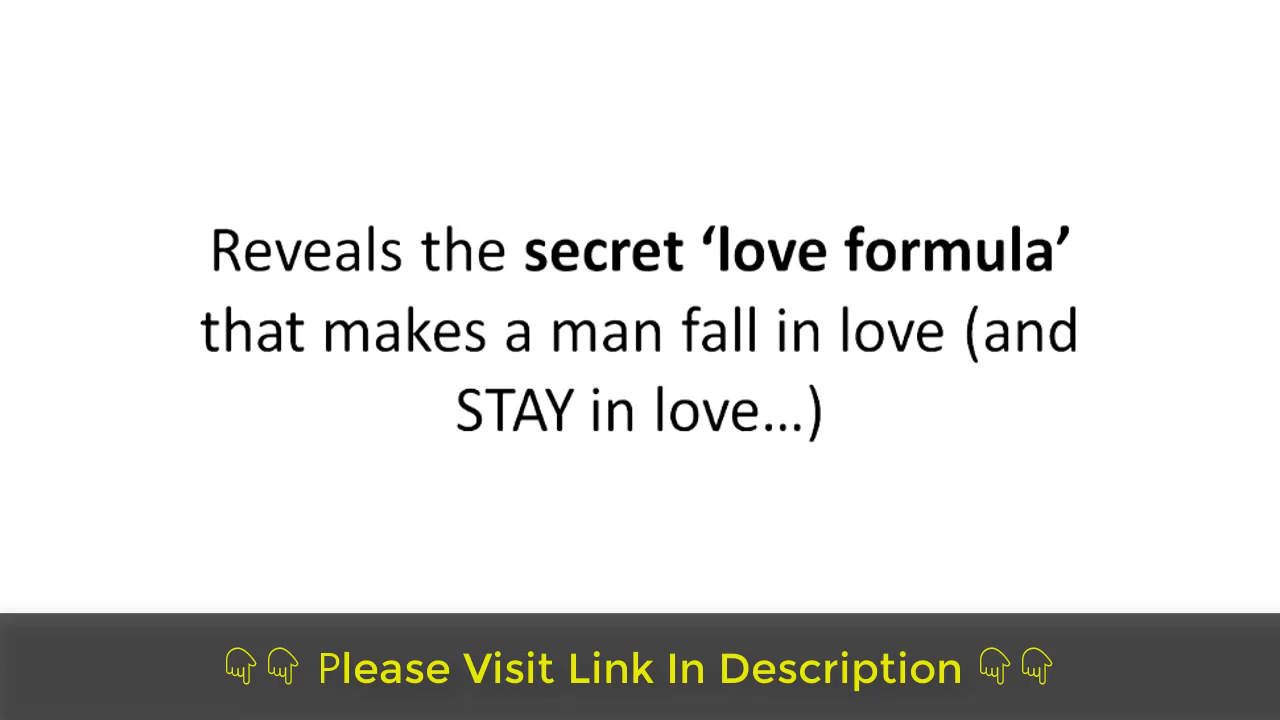 Reveals the secret ‘love formula’
that makes a man fall in love (and
STAY in love...)
👇👇 Please Visit Link In Description 👇👇